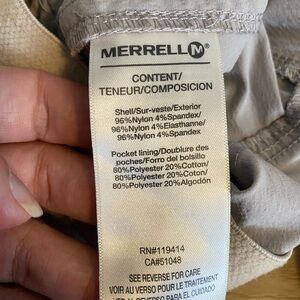 MERRELL M
CONTENT/
TENEUR/COMPOSICION
Shell/Sur-veste/Exterior
96%Nylon 4%Spandex/
96%Nylon 4%Elasthanne/
96%Nylon 4%Spandex
Pocket lining/Doublure des
poches/Forro del bolsillo
80%Polyester 20%Cotton/
80%Polyester 20%Coton/
80%Polyester 20%Algodón
RN#119414
CA#51048
SEE REVERSE FOR CARE
VOIR AU VERSO POUR LE TRAITE-